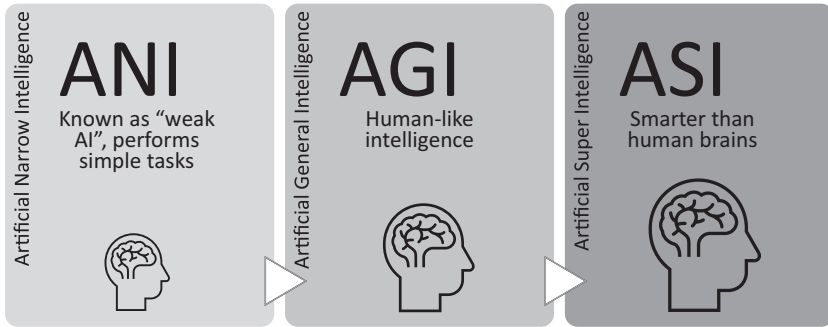 Artificial Narrow Intelligence
ANI
Known as “weak
AI”, performs
simple tasks
Artificial General Intelligence
AGI
Human-like
intelligence
Artificial Super Intelligence
ASI
Smarter than
human brains